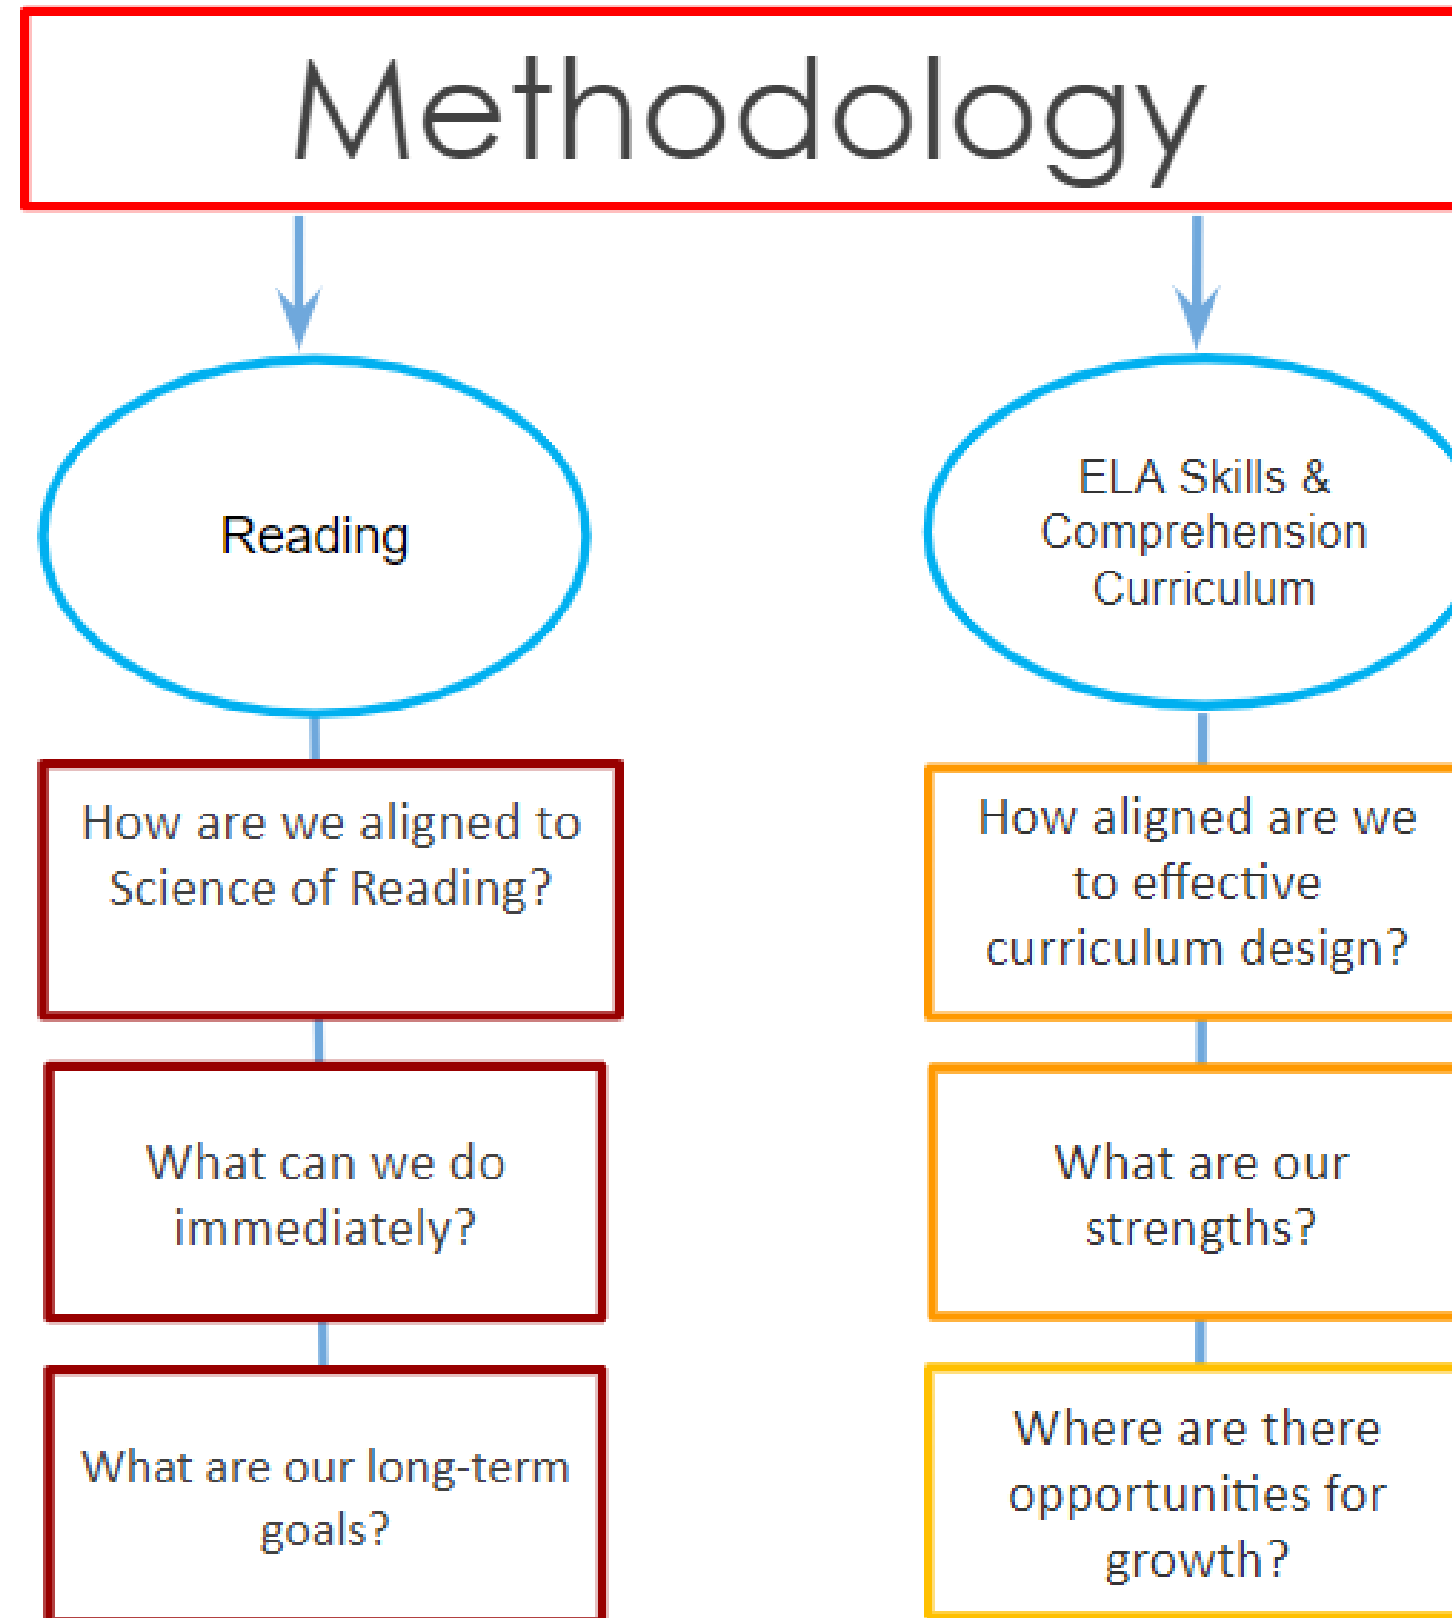 Methodology
Reading
How are we aligned to
Science of Reading?
What can we do
immediately?
What are our long-term
goals?
ELA Skills &
Comprehension
Curriculum
How aligned are we
to effective
curriculum design?
What are our
strengths?
Where are there
opportunities for
growth?